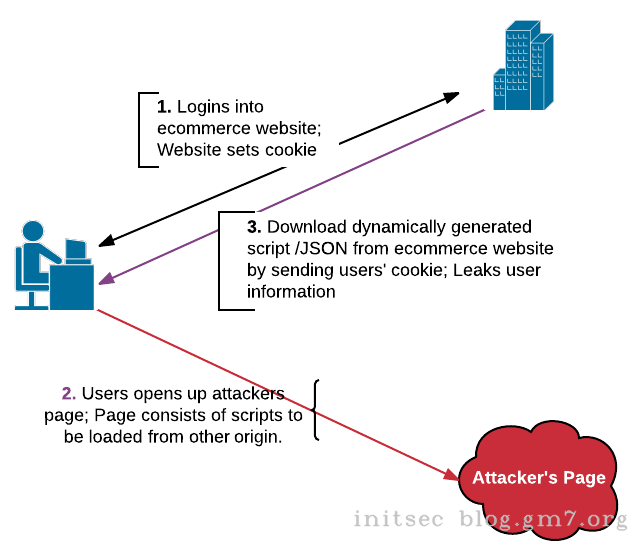 1. Logins into
ecommerce website;
Website sets cookie
3. Download dynamically generated
script /JSON from ecommerce website
by sending users' cookie; Leaks user
information
2. Users opens up attackers
page; Page consists of scripts to
be loaded from other origin.
Attacker's Page
initsec blog.gm7.org